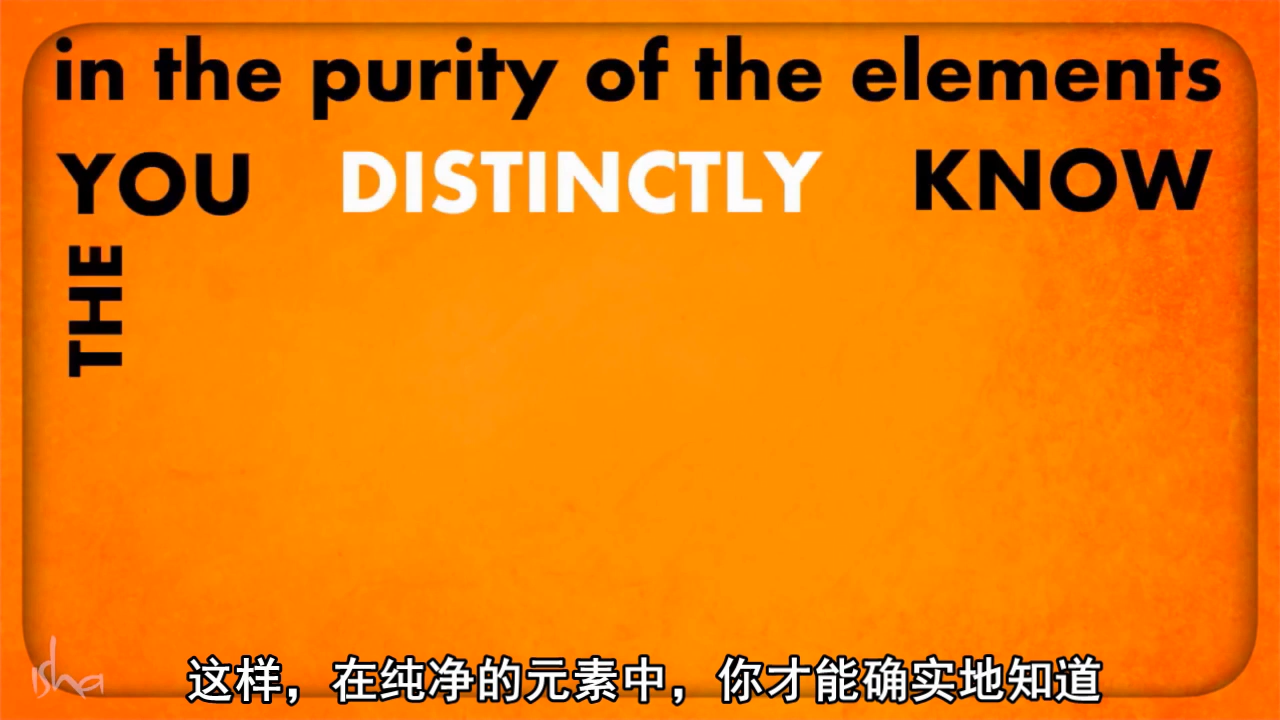 in the purity of the elements
YOU DISTINCTLY KNOW
THE
isha
这样，在纯净的元素中，你才能确实地知道